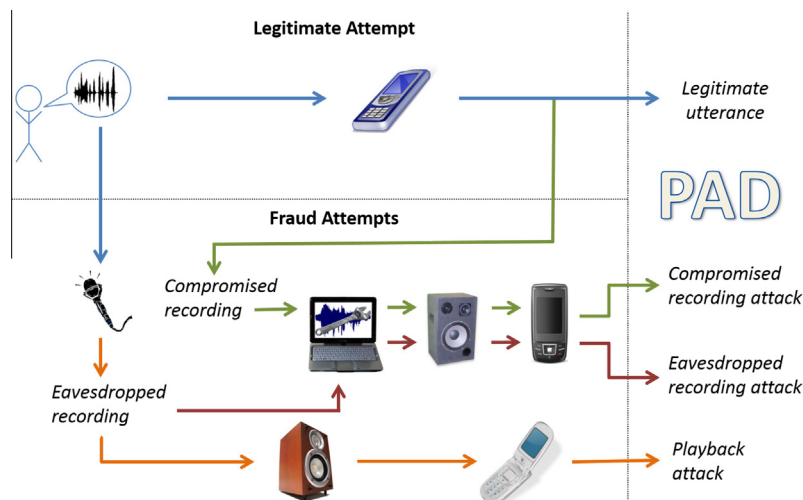 Legitimate Attempt
Legitimate
utterance
PAD
Fraud Attempts
Compromised
recording
Compromised
recording attack
Eavesdropped
recording attack
Eavesdropped
recording
Playback
attack